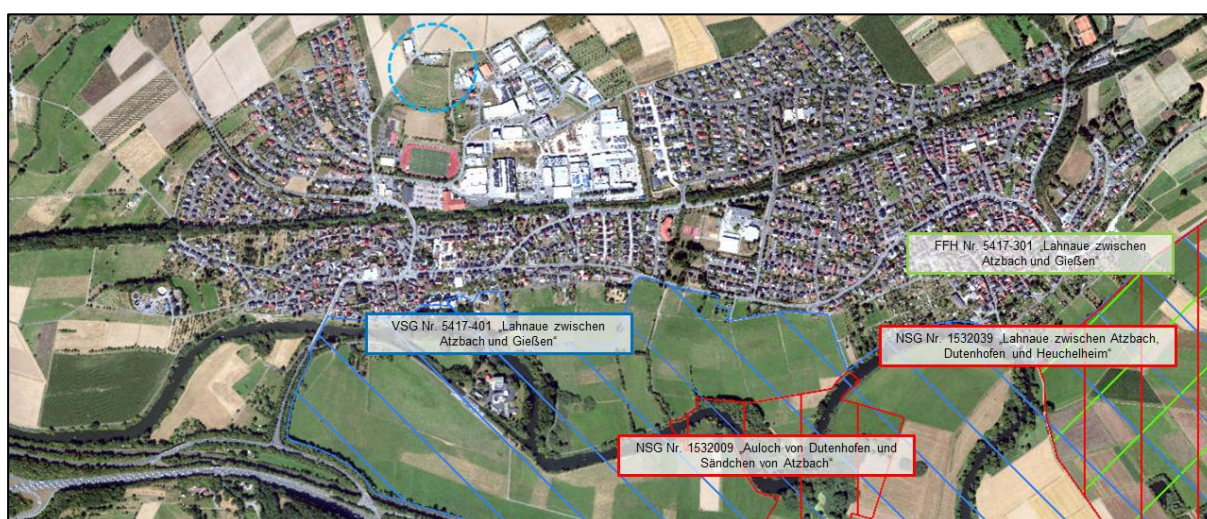 FFH Nr. 5417-301 „Lahnaue zwischen
Atzbach und Gießen“
VSG Nr. 5417-401 „Lahnaue zwischen
Atzbach und Gießen“
NSG Nr. 1532039 „Lahnaue zwischen Atzbach,
Dutenhofen und Heuchelheim“
NSG Nr. 1532009 „Auloch von Dutenhofen und
Sändchen von Atzbach“